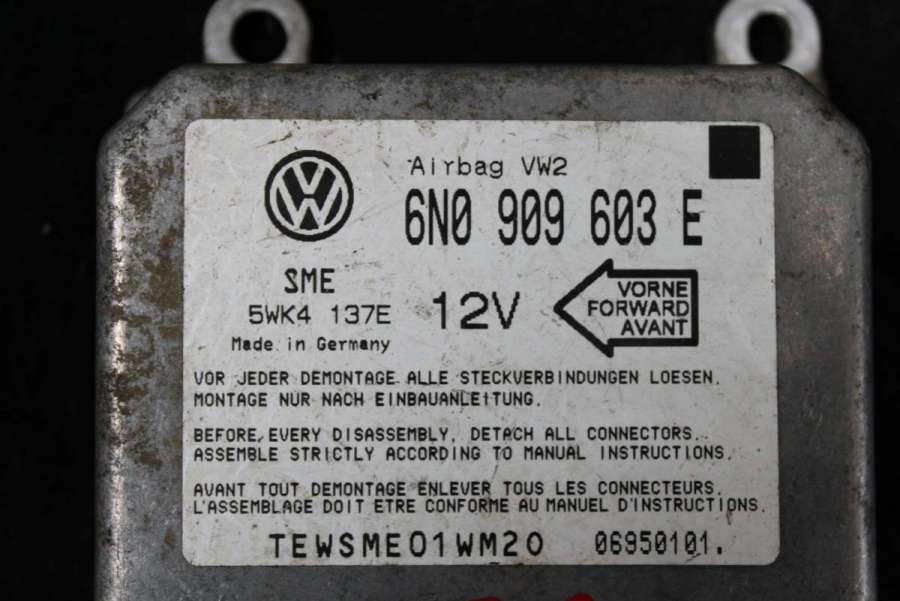 Airbag VW2
6N0 909 603 E
SME
5WK4 137E
Made in Germany
12V
VORNE
FORWARD
AVANT
VOR JEDER DEMONTAGE ALLE STECKVERBINDUNGEN LOESEN.
MONTAGE NUR NACH EINBAUANLEITUNG.
BEFORE EVERY DISASSEMBLY, DETACH ALL CONNECTORS.
ASSEMBLE STRICTLY ACCORDING TO MANUAL INSTRUCTIONS.
AVANT TOUT DEMONTAGE ENLEVER TOUS LES CONNECTEURS.
L'ASSEMBLAGE DOIT ETRE CONFORME AU MANUEL D'INSTRUCTIONS.
TEWSME01WM20 06950101.